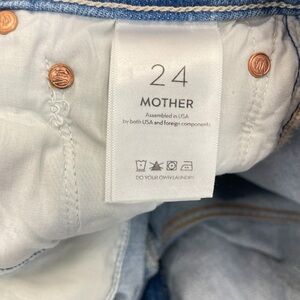 24
MOTHER
Assembled in USA
by both USA and foreign components
DO YOUR OWN LAUNDRY